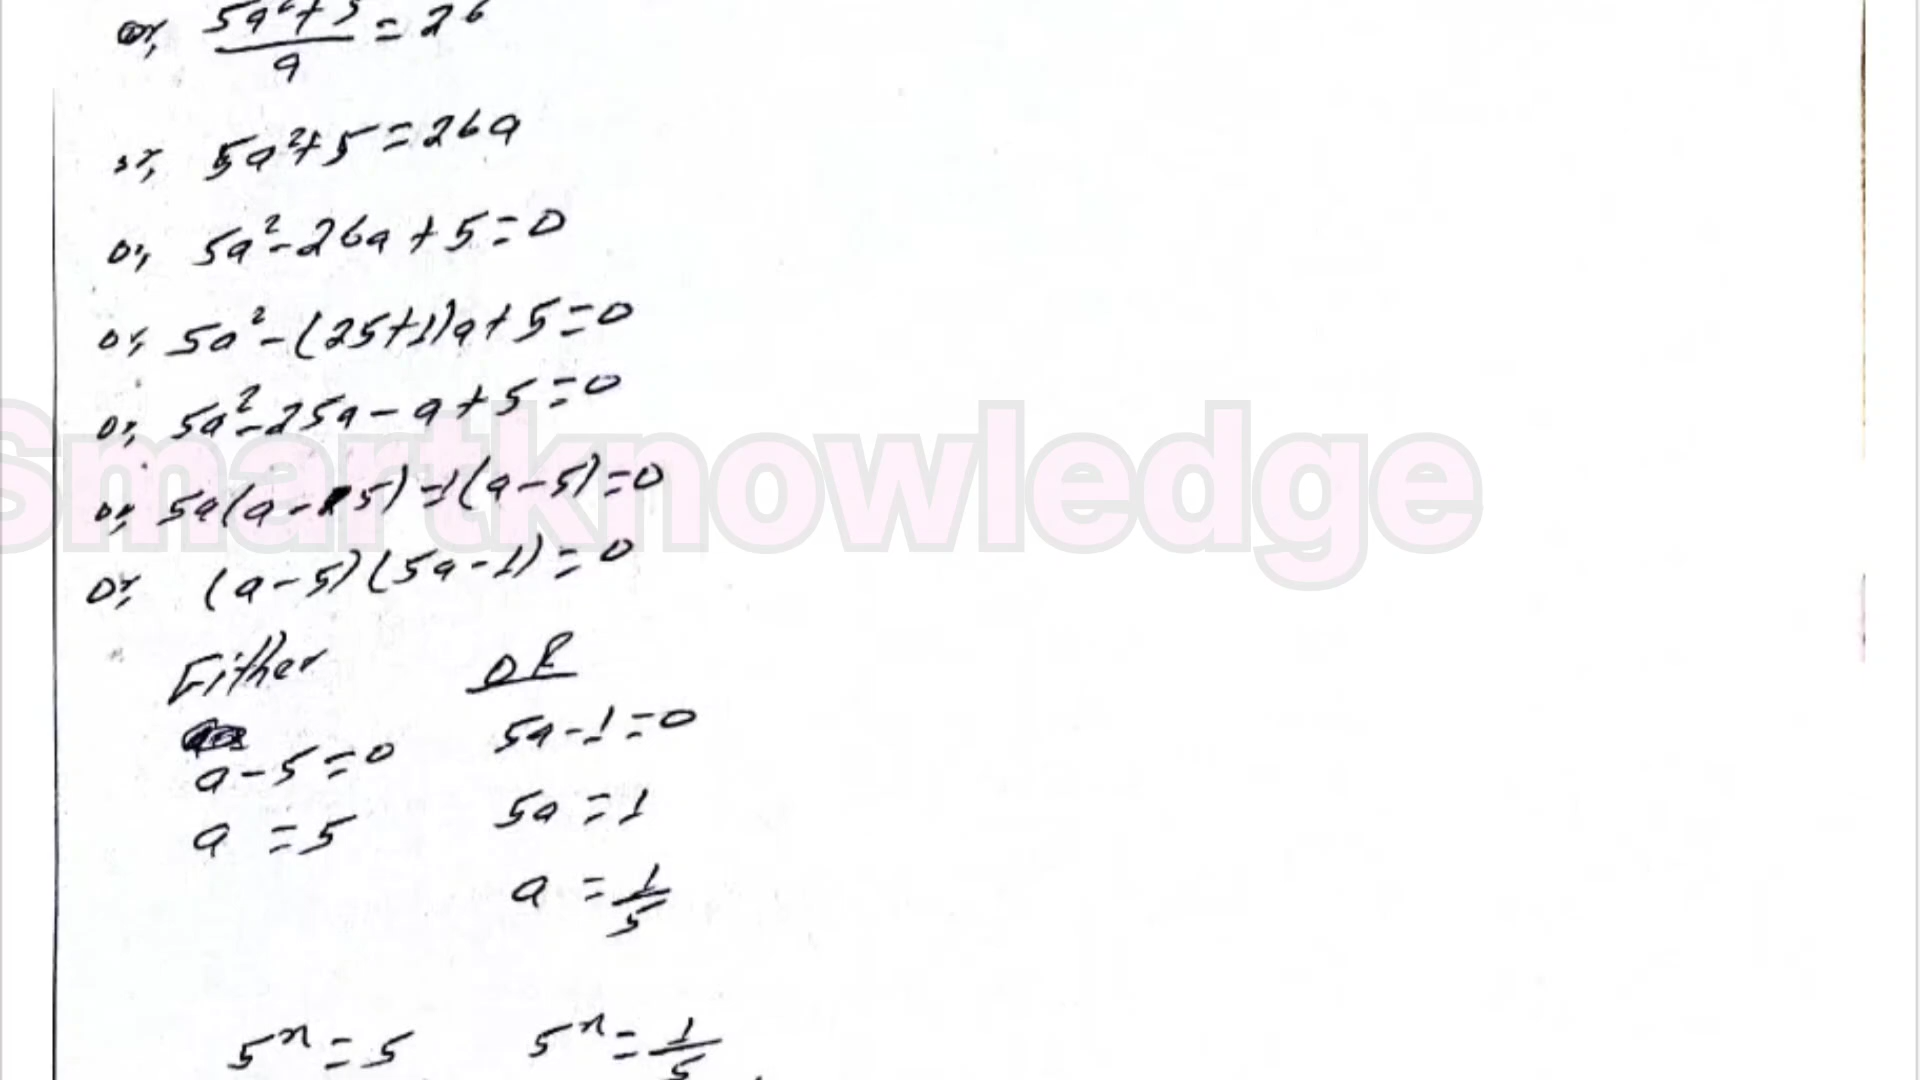 or, (5a²+5)/a = 26
or, 5a²+5 = 26a
or, 5a²-26a+5=0
or, 5a²-(25+1)a+5=0
or, 5a²-25a-a+5=0
or, 5a(a-5)-1(a-5)=0
or, (a-5)(5a-1)=0
Either OR
a-5=0 5a-1=0
a =5 5a =1
a = 1/5
5ˣ=5 5ˣ=1/5
Smartknowledge